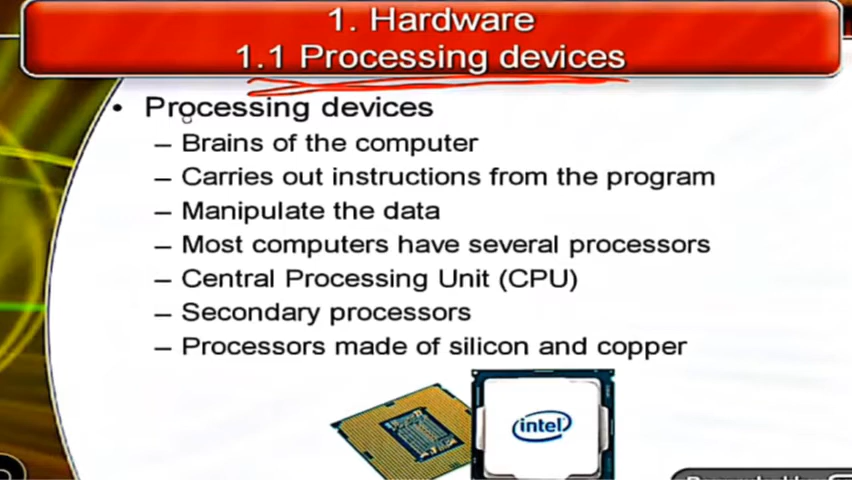 1. Hardware
1.1 Processing devices
• Processing devices
– Brains of the computer
– Carries out instructions from the program
– Manipulate the data
– Most computers have several processors
– Central Processing Unit (CPU)
– Secondary processors
– Processors made of silicon and copper
intel